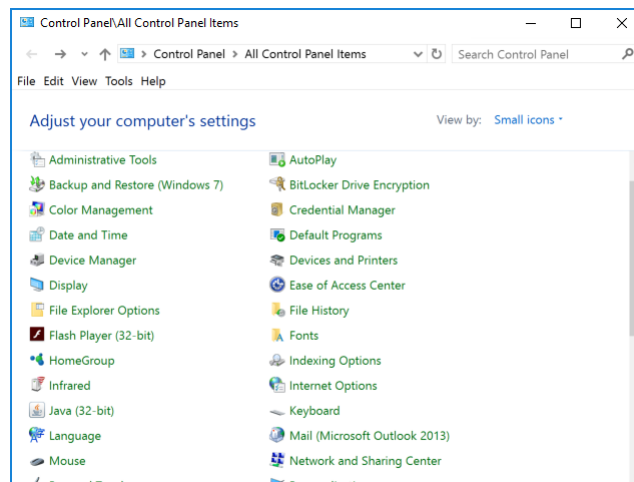 Control Panel\All Control Panel Items
Control Panel > All Control Panel Items Search Control Panel
File Edit View Tools Help
Adjust your computer's settings View by: Small icons
Administrative Tools AutoPlay
Backup and Restore (Windows 7) BitLocker Drive Encryption
Color Management Credential Manager
Date and Time Default Programs
Device Manager Devices and Printers
Display Ease of Access Center
File Explorer Options File History
Flash Player (32-bit) Fonts
HomeGroup Indexing Options
Infrared Internet Options
Java (32-bit) Keyboard
Language Mail (Microsoft Outlook 2013)
Mouse Network and Sharing Center